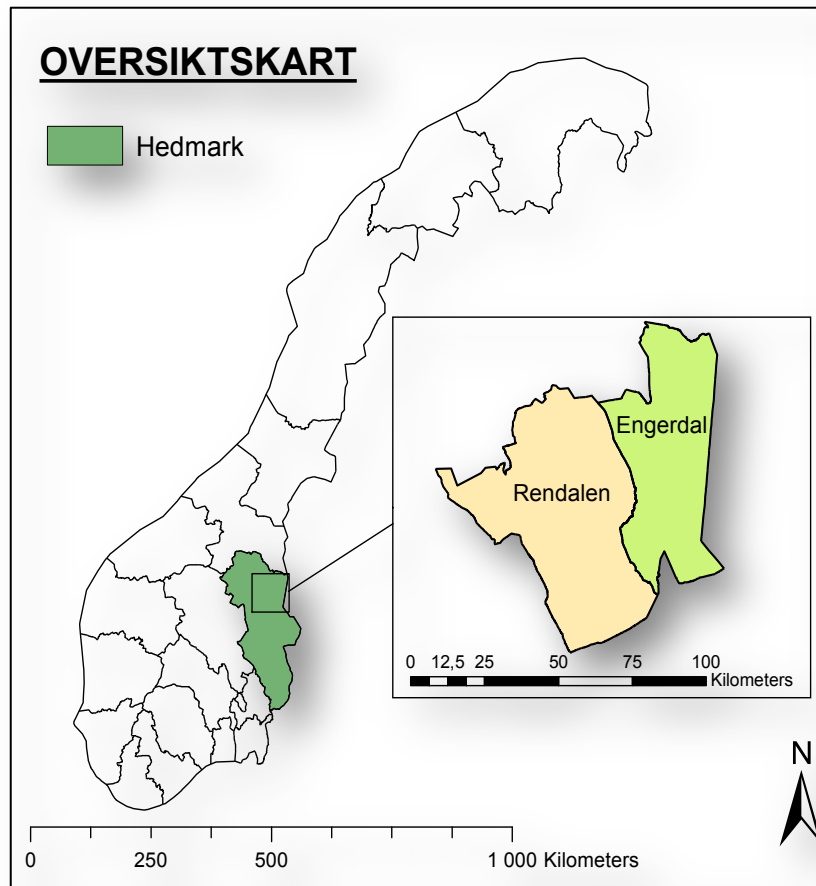 OVERSIKTSKART
Hedmark
Engerdal
Rendalen
0 12,5 25 50 75 100
Kilometers
N
0 250 500 1 000 Kilometers